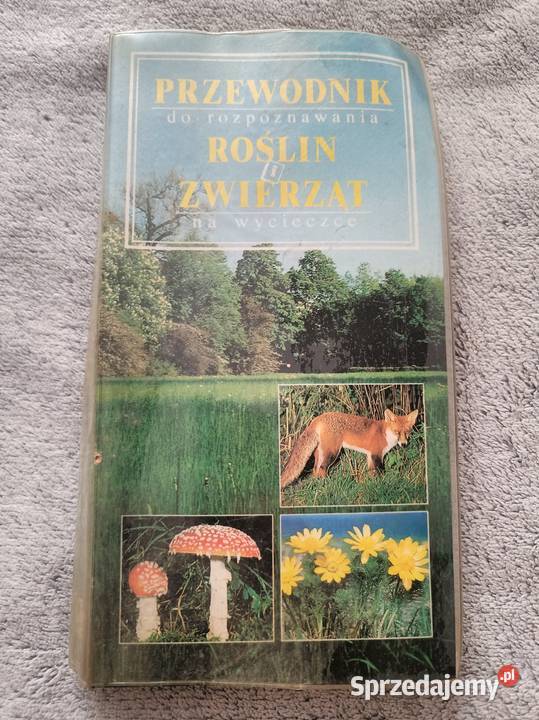 PRZEWODNIK
do rozpoznawania
ROŚLIN
i
ZWIERZĄT
na wycieczce
Sprzedajemy.pl